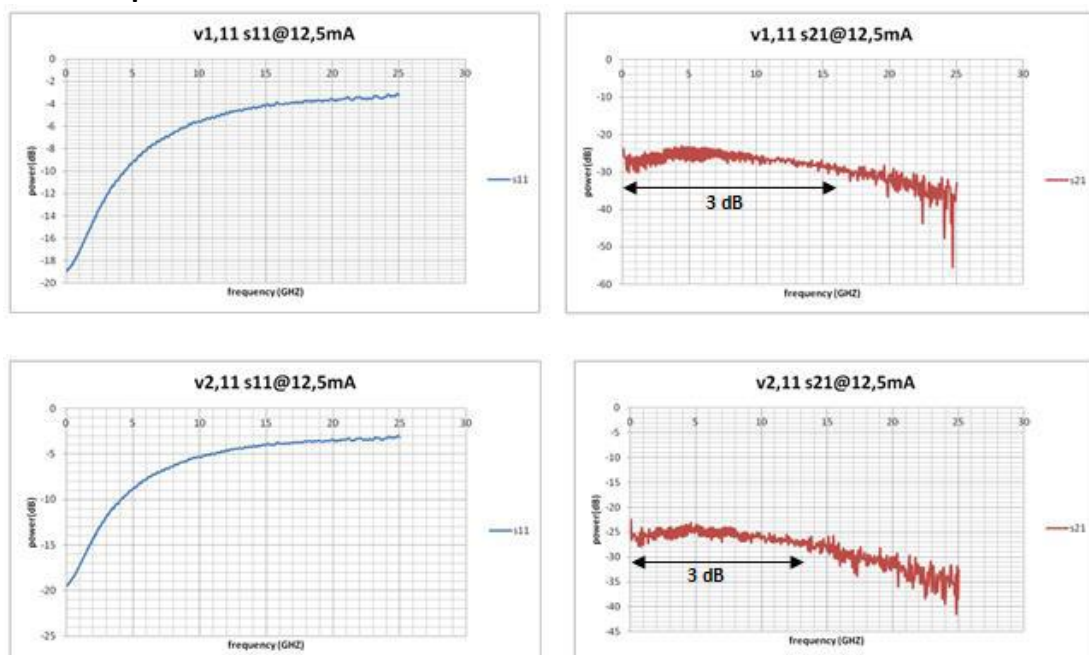 v1,11 s11@12,5mA
0
0 5 10 15 20 25 30
-2
-4
-6
-8
-10
-12
-14
-16
-18
-20
power(dB)
frequency (GHZ)
s11
v1,11 s21@12,5mA
0
0 5 10 15 20 25 30
-10
-20
-30
-40
-50
-60
power(dB)
3 dB
frequency (GHZ)
s21
v2,11 s11@12,5mA
0
0 5 10 15 20 25 30
-5
-10
-15
-20
-25
power(dB)
frequency (GHZ)
s11
v2,11 s21@12,5mA
0
0 5 10 15 20 25 30
-5
-10
-15
-20
-25
-30
-35
-40
-45
power(dB)
3 dB
frequency (GHZ)
s21